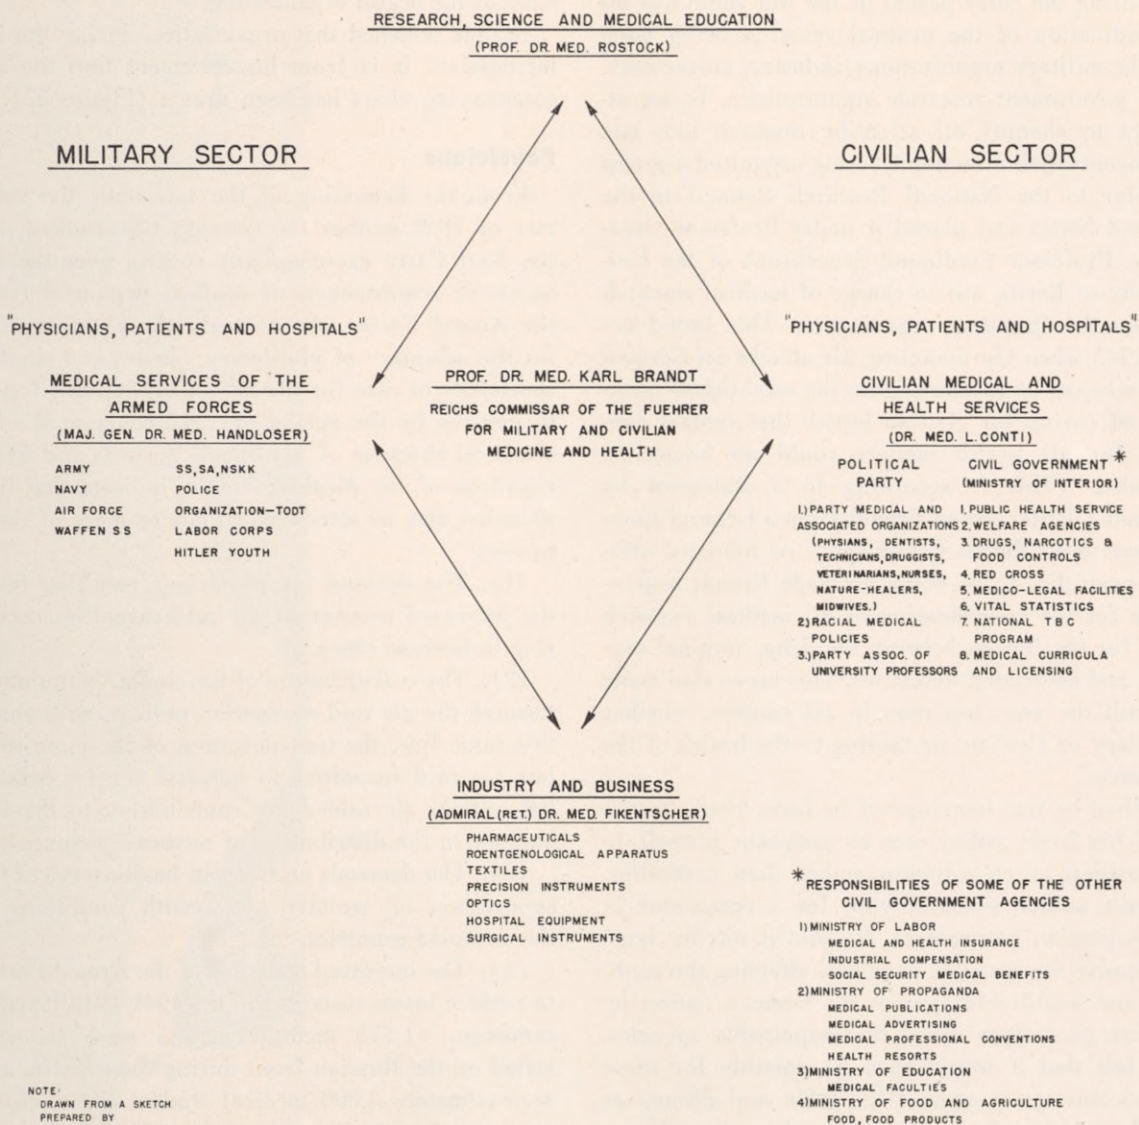 RESEARCH, SCIENCE AND MEDICAL EDUCATION
(PROF. DR. MED. ROSTOCK)
MILITARY SECTOR
"PHYSICIANS, PATIENTS AND HOSPITALS"
MEDICAL SERVICES OF THE
ARMED FORCES
(MAJ. GEN. DR. MED. HANDLOSER)
ARMY
NAVY
AIR FORCE
WAFFEN SS
SS, SA, NSKK
POLICE
ORGANIZATION-TODT
LABOR CORPS
HITLER YOUTH
PROF. DR. MED. KARL BRANDT
REICHS COMMISSAR OF THE FUEHRER
FOR MILITARY AND CIVILIAN
MEDICINE AND HEALTH
CIVILIAN SECTOR
"PHYSICIANS, PATIENTS AND HOSPITALS"
CIVILIAN MEDICAL AND
HEALTH SERVICES
(DR. MED. L. CONTI)
POLITICAL
PARTY
1.) PARTY MEDICAL AND
ASSOCIATED ORGANIZATIONS
(PHYSIANS, DENTISTS,
TECHNICIANS, DRUGGISTS,
VETERINARIANS, NURSES,
NATURE-HEALERS,
MIDWIVES.)
2) RACIAL MEDICAL
POLICIES
3.) PARTY ASSOC. OF
UNIVERSITY PROFESSORS
CIVIL GOVERNMENT *
(MINISTRY OF INTERIOR)
1. PUBLIC HEALTH SERVICE
2. WELFARE AGENCIES
3. DRUGS, NARCOTICS &
FOOD CONTROLS
4. RED CROSS
5. MEDICO-LEGAL FACILITIES
6. VITAL STATISTICS
7. NATIONAL TBC
PROGRAM
8. MEDICAL CURRICULA
AND LICENSING
INDUSTRY AND BUSINESS
(ADMIRAL (RET.) DR. MED. FIKENTSCHER)
PHARMACEUTICALS
ROENTGENOLOGICAL APPARATUS
TEXTILES
PRECISION INSTRUMENTS
OPTICS
HOSPITAL EQUIPMENT
SURGICAL INSTRUMENTS
* RESPONSIBILITIES OF SOME OF THE OTHER
CIVIL GOVERNMENT AGENCIES
1) MINISTRY OF LABOR
MEDICAL AND HEALTH INSURANCE
INDUSTRIAL COMPENSATION
SOCIAL SECURITY MEDICAL BENEFITS
2) MINISTRY OF PROPAGANDA
MEDICAL PUBLICATIONS
MEDICAL ADVERTISING
MEDICAL PROFESSIONAL CONVENTIONS
HEALTH RESORTS
3) MINISTRY OF EDUCATION
MEDICAL FACULTIES
4) MINISTRY OF FOOD AND AGRICULTURE
FOOD, FOOD PRODUCTS
NOTE:
DRAWN FROM A SKETCH
PREPARED BY